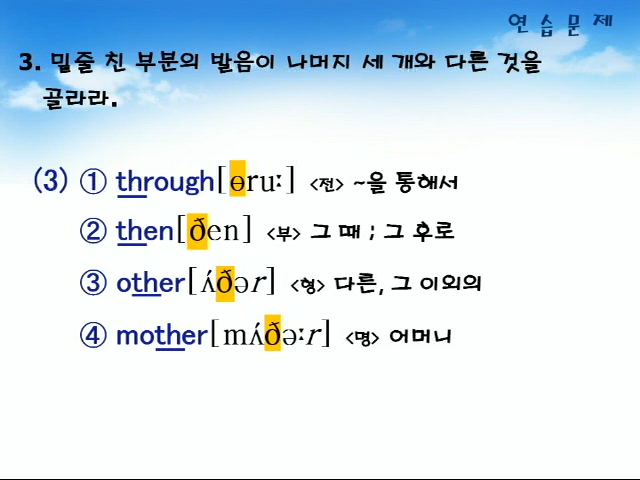 연 습 문 제
3. 밑줄 친 부분의 발음이 나머지 세 개와 다른 것을
골라라.
(3) ① through[ɵruː] <전> ~을 통해서
② then[ðen] <부> 그 때 ; 그 후로
③ other[ʌ́ðər] <형> 다른, 그 이외의
④ mother[mʌ́ðəːr] <명> 어머니